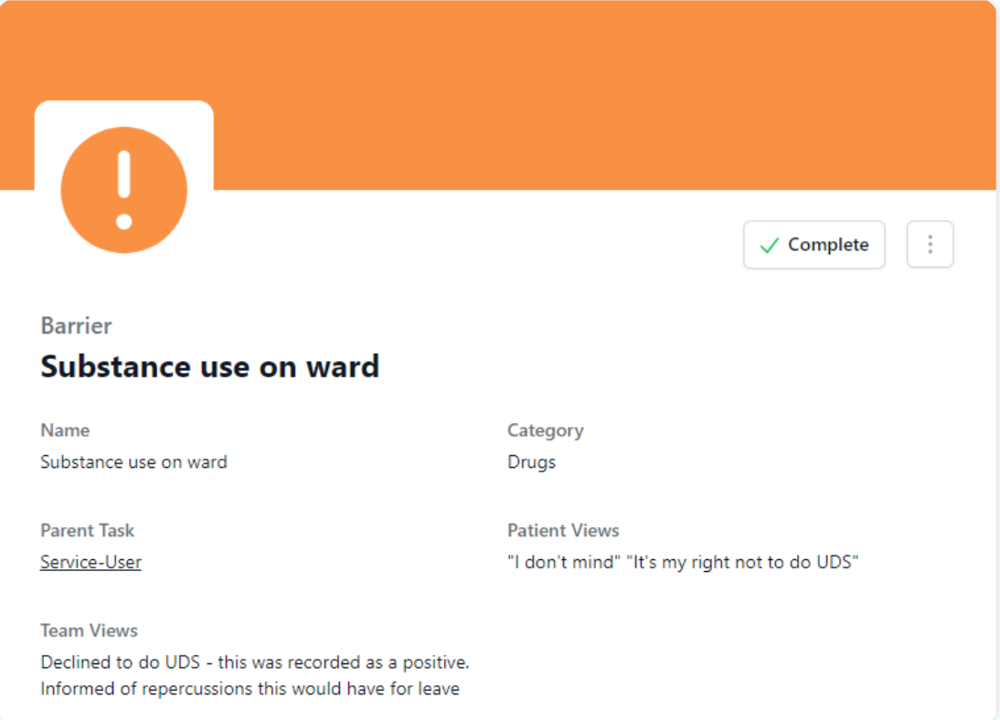 Complete
Barrier
Substance use on ward
Name
Substance use on ward
Category
Drugs
Parent Task
Service-User
Patient Views
"I don't mind" "It's my right not to do UDS"
Team Views
Declined to do UDS - this was recorded as a positive.
Informed of repercussions this would have for leave